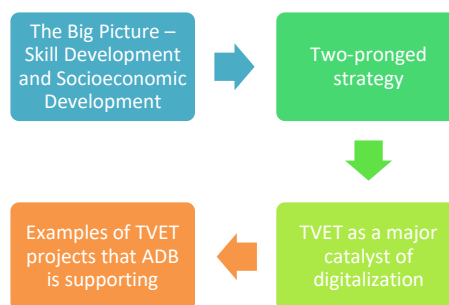 The Big Picture –
Skill Development
and Socioeconomic
Development
Two-pronged
strategy
TVET as a major
catalyst of
digitalization
Examples of TVET
projects that ADB
is supporting